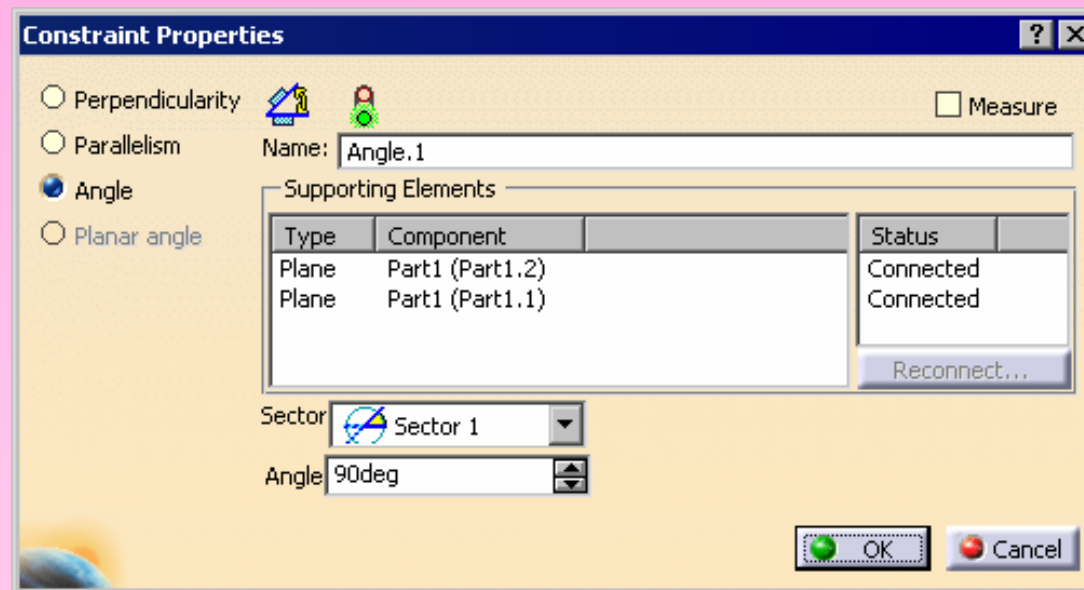 Constraint Properties
Perpendicularity
Measure
Parallelism
Name: Angle.1
Angle
Supporting Elements
Planar angle
Type Component Status
Plane Part1 (Part1.2) Connected
Plane Part1 (Part1.1) Connected
Reconnect...
Sector Sector 1
Angle 90deg
OK Cancel